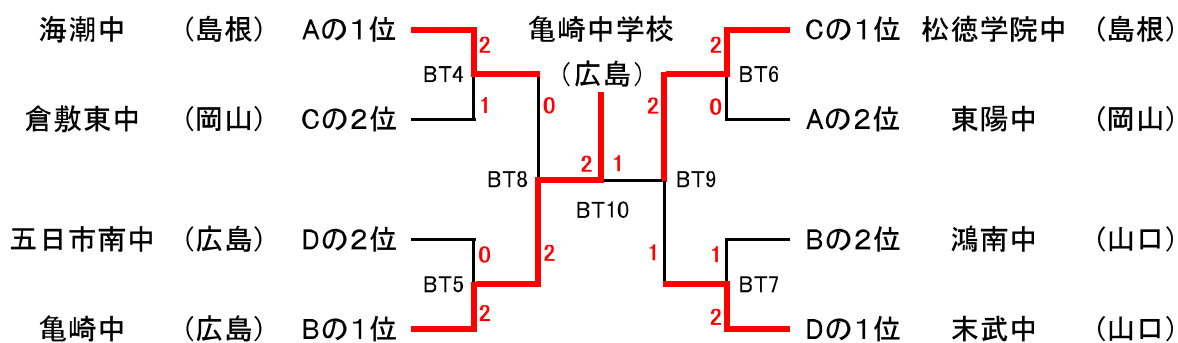 海潮中 （島根） Aの1位 2 亀崎中学校 2 Cの1位 松徳学院中 （島根）
BT4 （広島） BT6
倉敷東中 （岡山） Cの2位 1 0 2 0 Aの2位 東陽中 （岡山）
2 1
BT8 BT9
BT10
五日市南中 （広島） Dの2位 0 2 1 1 Bの2位 鴻南中 （山口）
BT5 BT7
亀崎中 （広島） Bの1位 2 2 Dの1位 末武中 （山口）